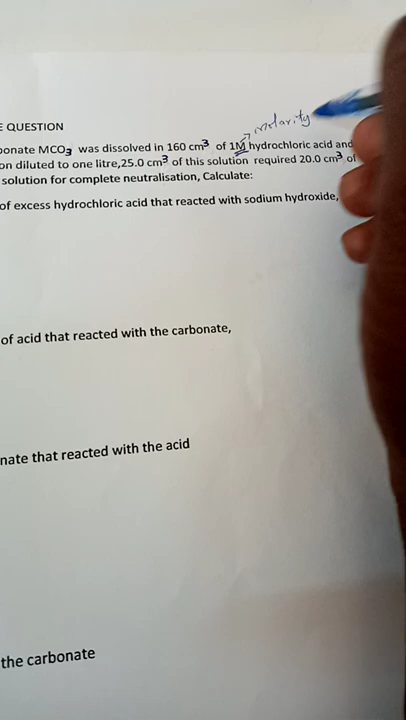 E QUESTION
molarity
onate MCO3 was dissolved in 160 cm3 of 1M hydrochloric acid and
on diluted to one litre,25.0 cm3 of this solution required 20.0 cm3 of
solution for complete neutralisation, Calculate:
of excess hydrochloric acid that reacted with sodium hydroxide,
of acid that reacted with the carbonate,
nate that reacted with the acid
the carbonate